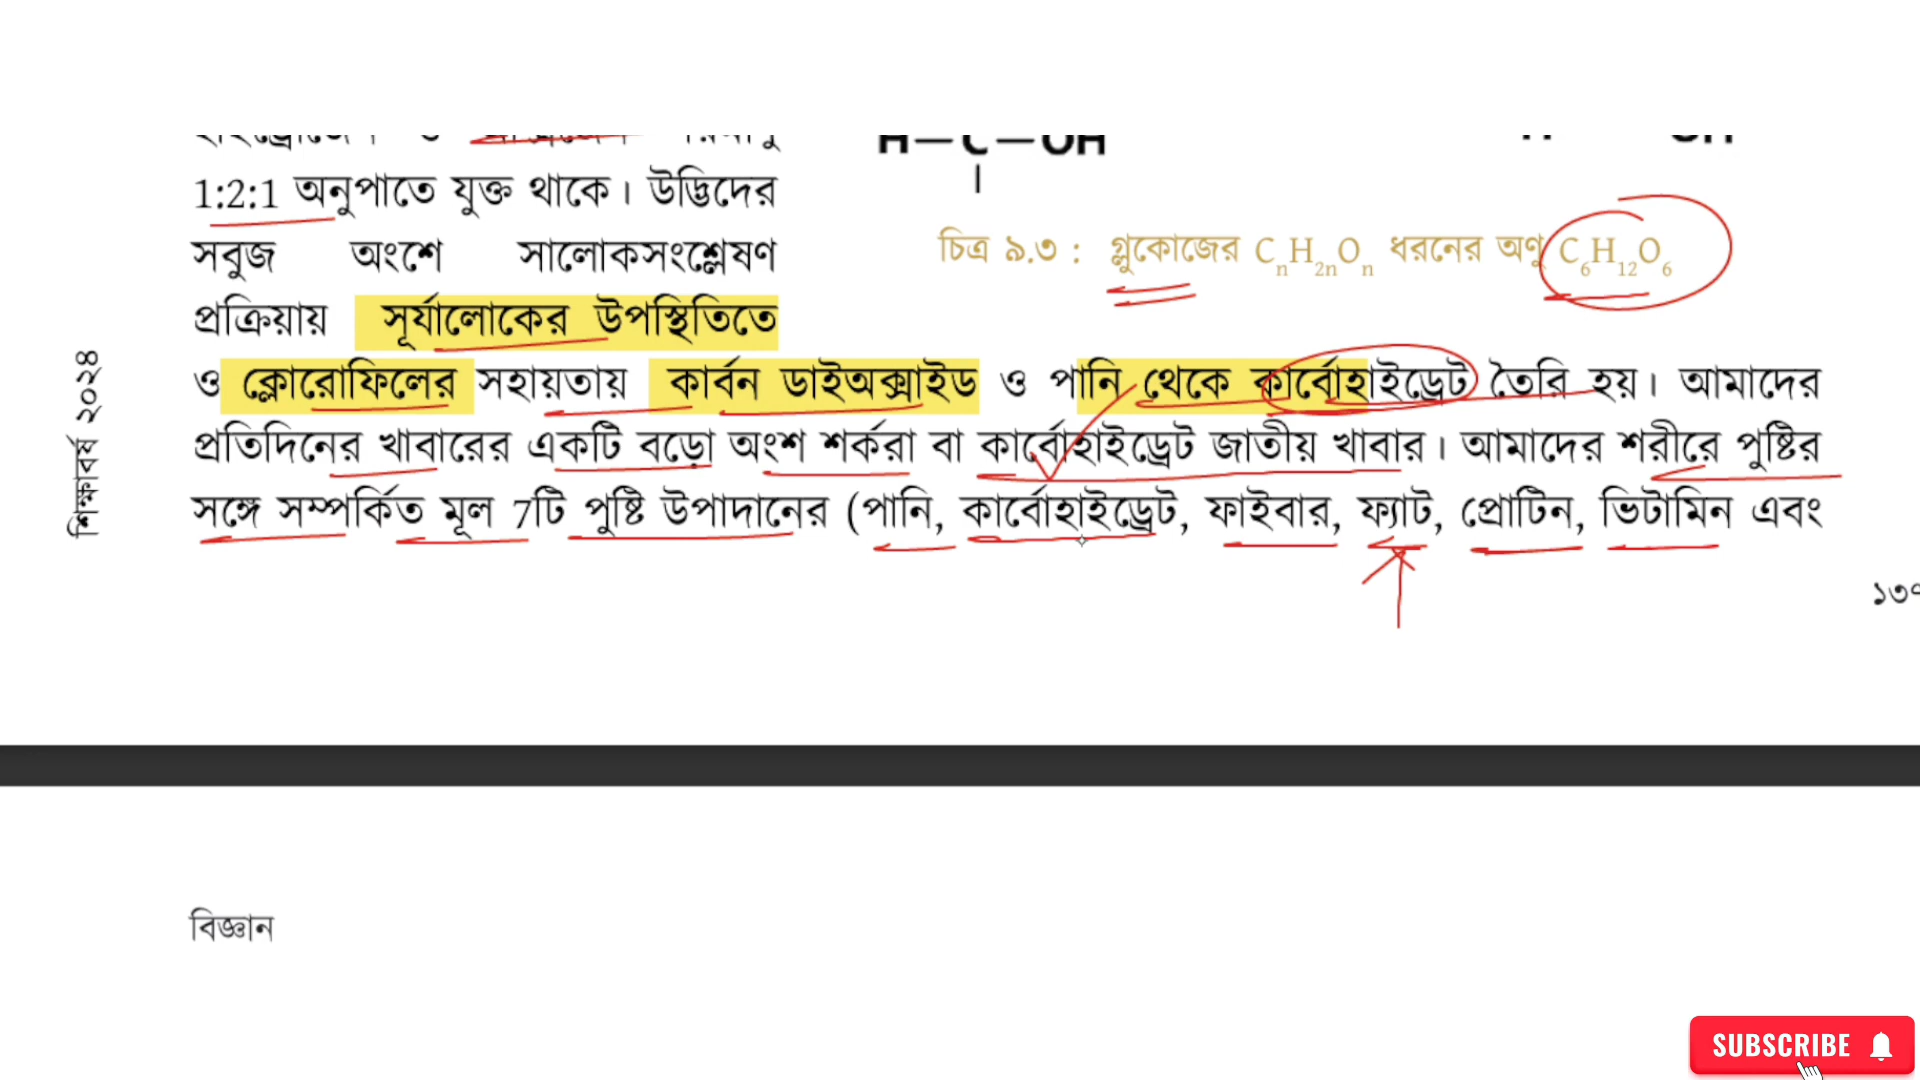 H—C—OH
1:2:1 অনুপাতে যুক্ত থাকে। উদ্ভিদের
সবুজ অংশে সালোকসংশ্লেষণ
প্রক্রিয়ায় সূর্যালোকের উপস্থিতিতে
চিত্র ৯.৩ : গ্লুকোজের CnH2nOn ধরনের অণু C6H12O6
ও ক্লোরোফিলের সহায়তায় কার্বন ডাইঅক্সাইড ও পানি থেকে কার্বোহাইড্রেট তৈরি হয়। আমাদের
প্রতিদিনের খাবারের একটি বড়ো অংশ শর্করা বা কার্বোহাইড্রেট জাতীয় খাবার। আমাদের শরীরে পুষ্টির
সঙ্গে সম্পর্কিত মূল 7টি পুষ্টি উপাদানের (পানি, কার্বোহাইড্রেট, ফাইবার, ফ্যাট, প্রোটিন, ভিটামিন এবং
শিক্ষাবর্ষ ২০২৪
বিজ্ঞান
SUBSCRIBE